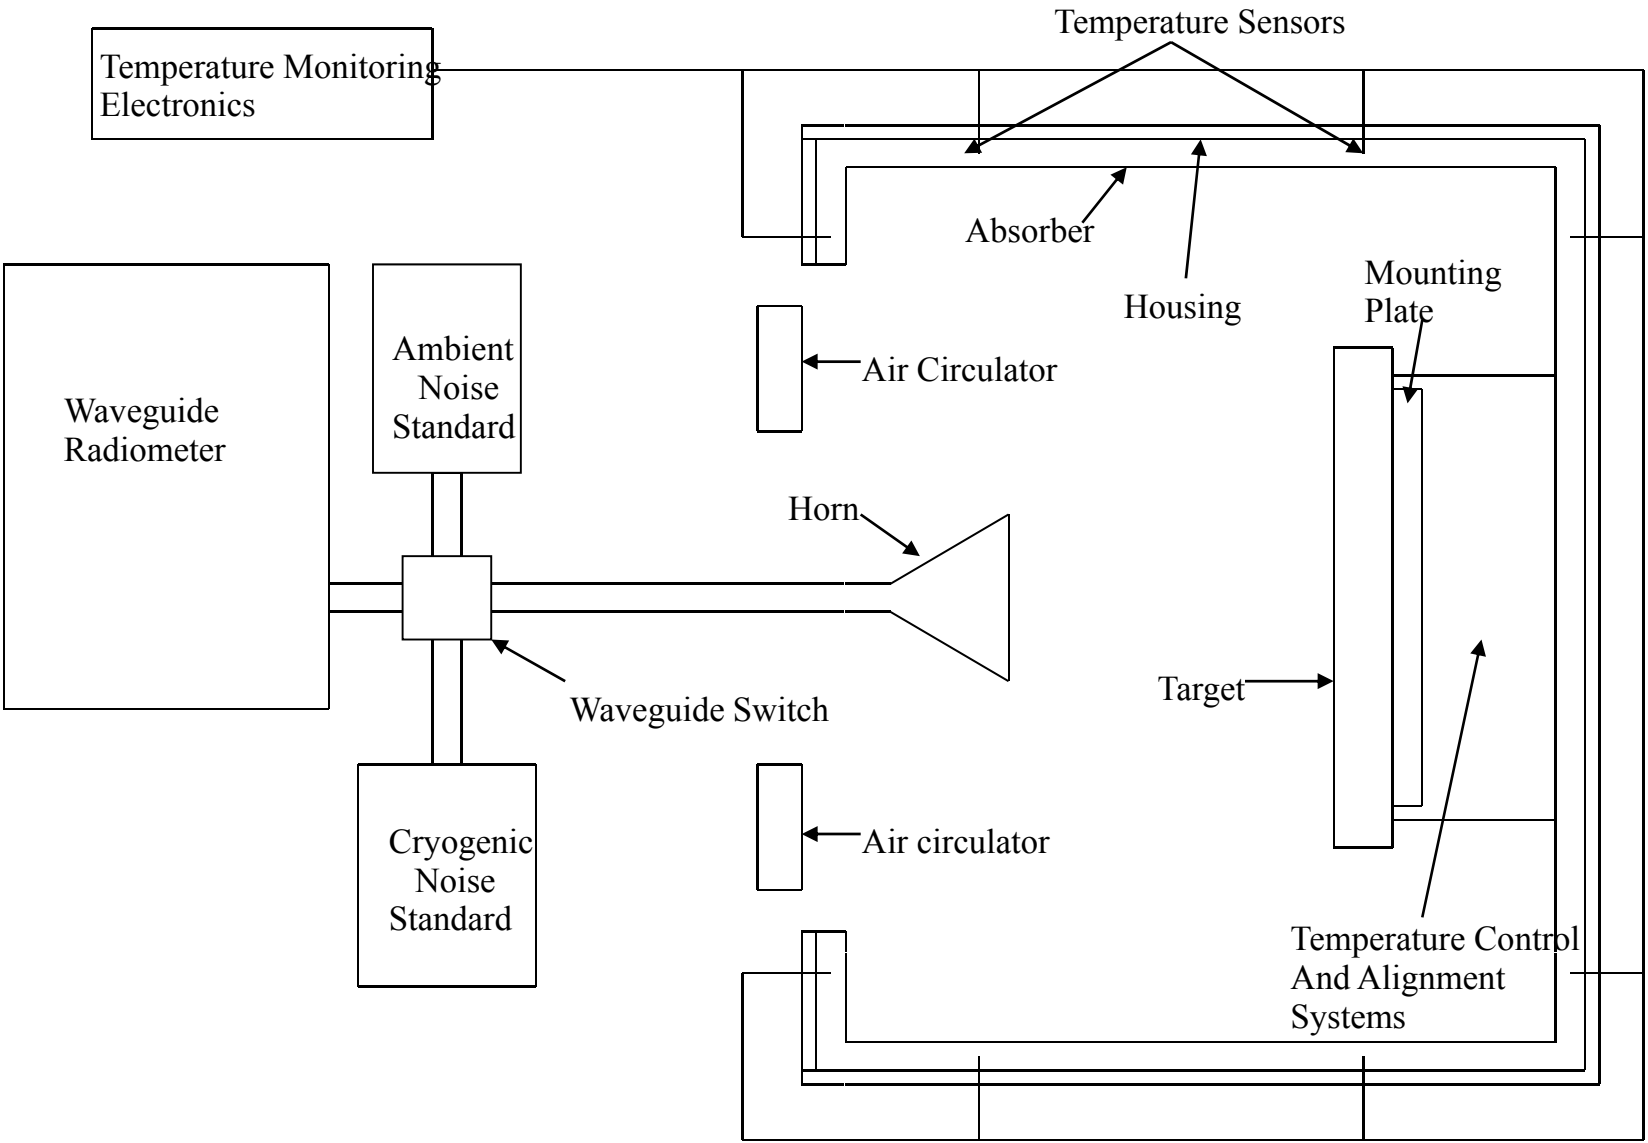 Temperature Sensors
Temperature Monitoring
Electronics
Absorber
Housing
Mounting
Plate
Ambient
Noise
Standard
Air Circulator
Waveguide
Radiometer
Horn
Target
Waveguide Switch
Cryogenic
Noise
Standard
Air circulator
Temperature Control
And Alignment
Systems